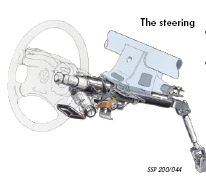 The steering
SSP 200/044